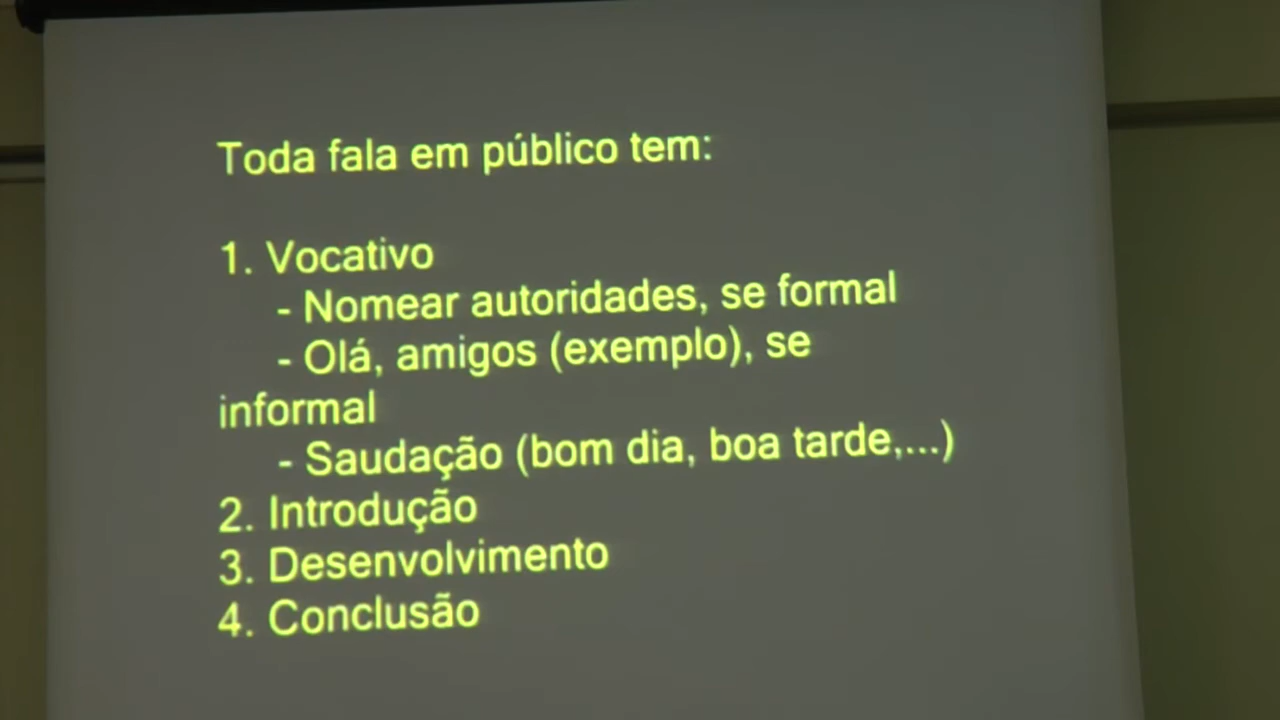 Toda fala em público tem:
1. Vocativo
- Nomear autoridades, se formal
- Olá, amigos (exemplo), se
informal
- Saudação (bom dia, boa tarde,...)
2. Introdução
3. Desenvolvimento
4. Conclusão